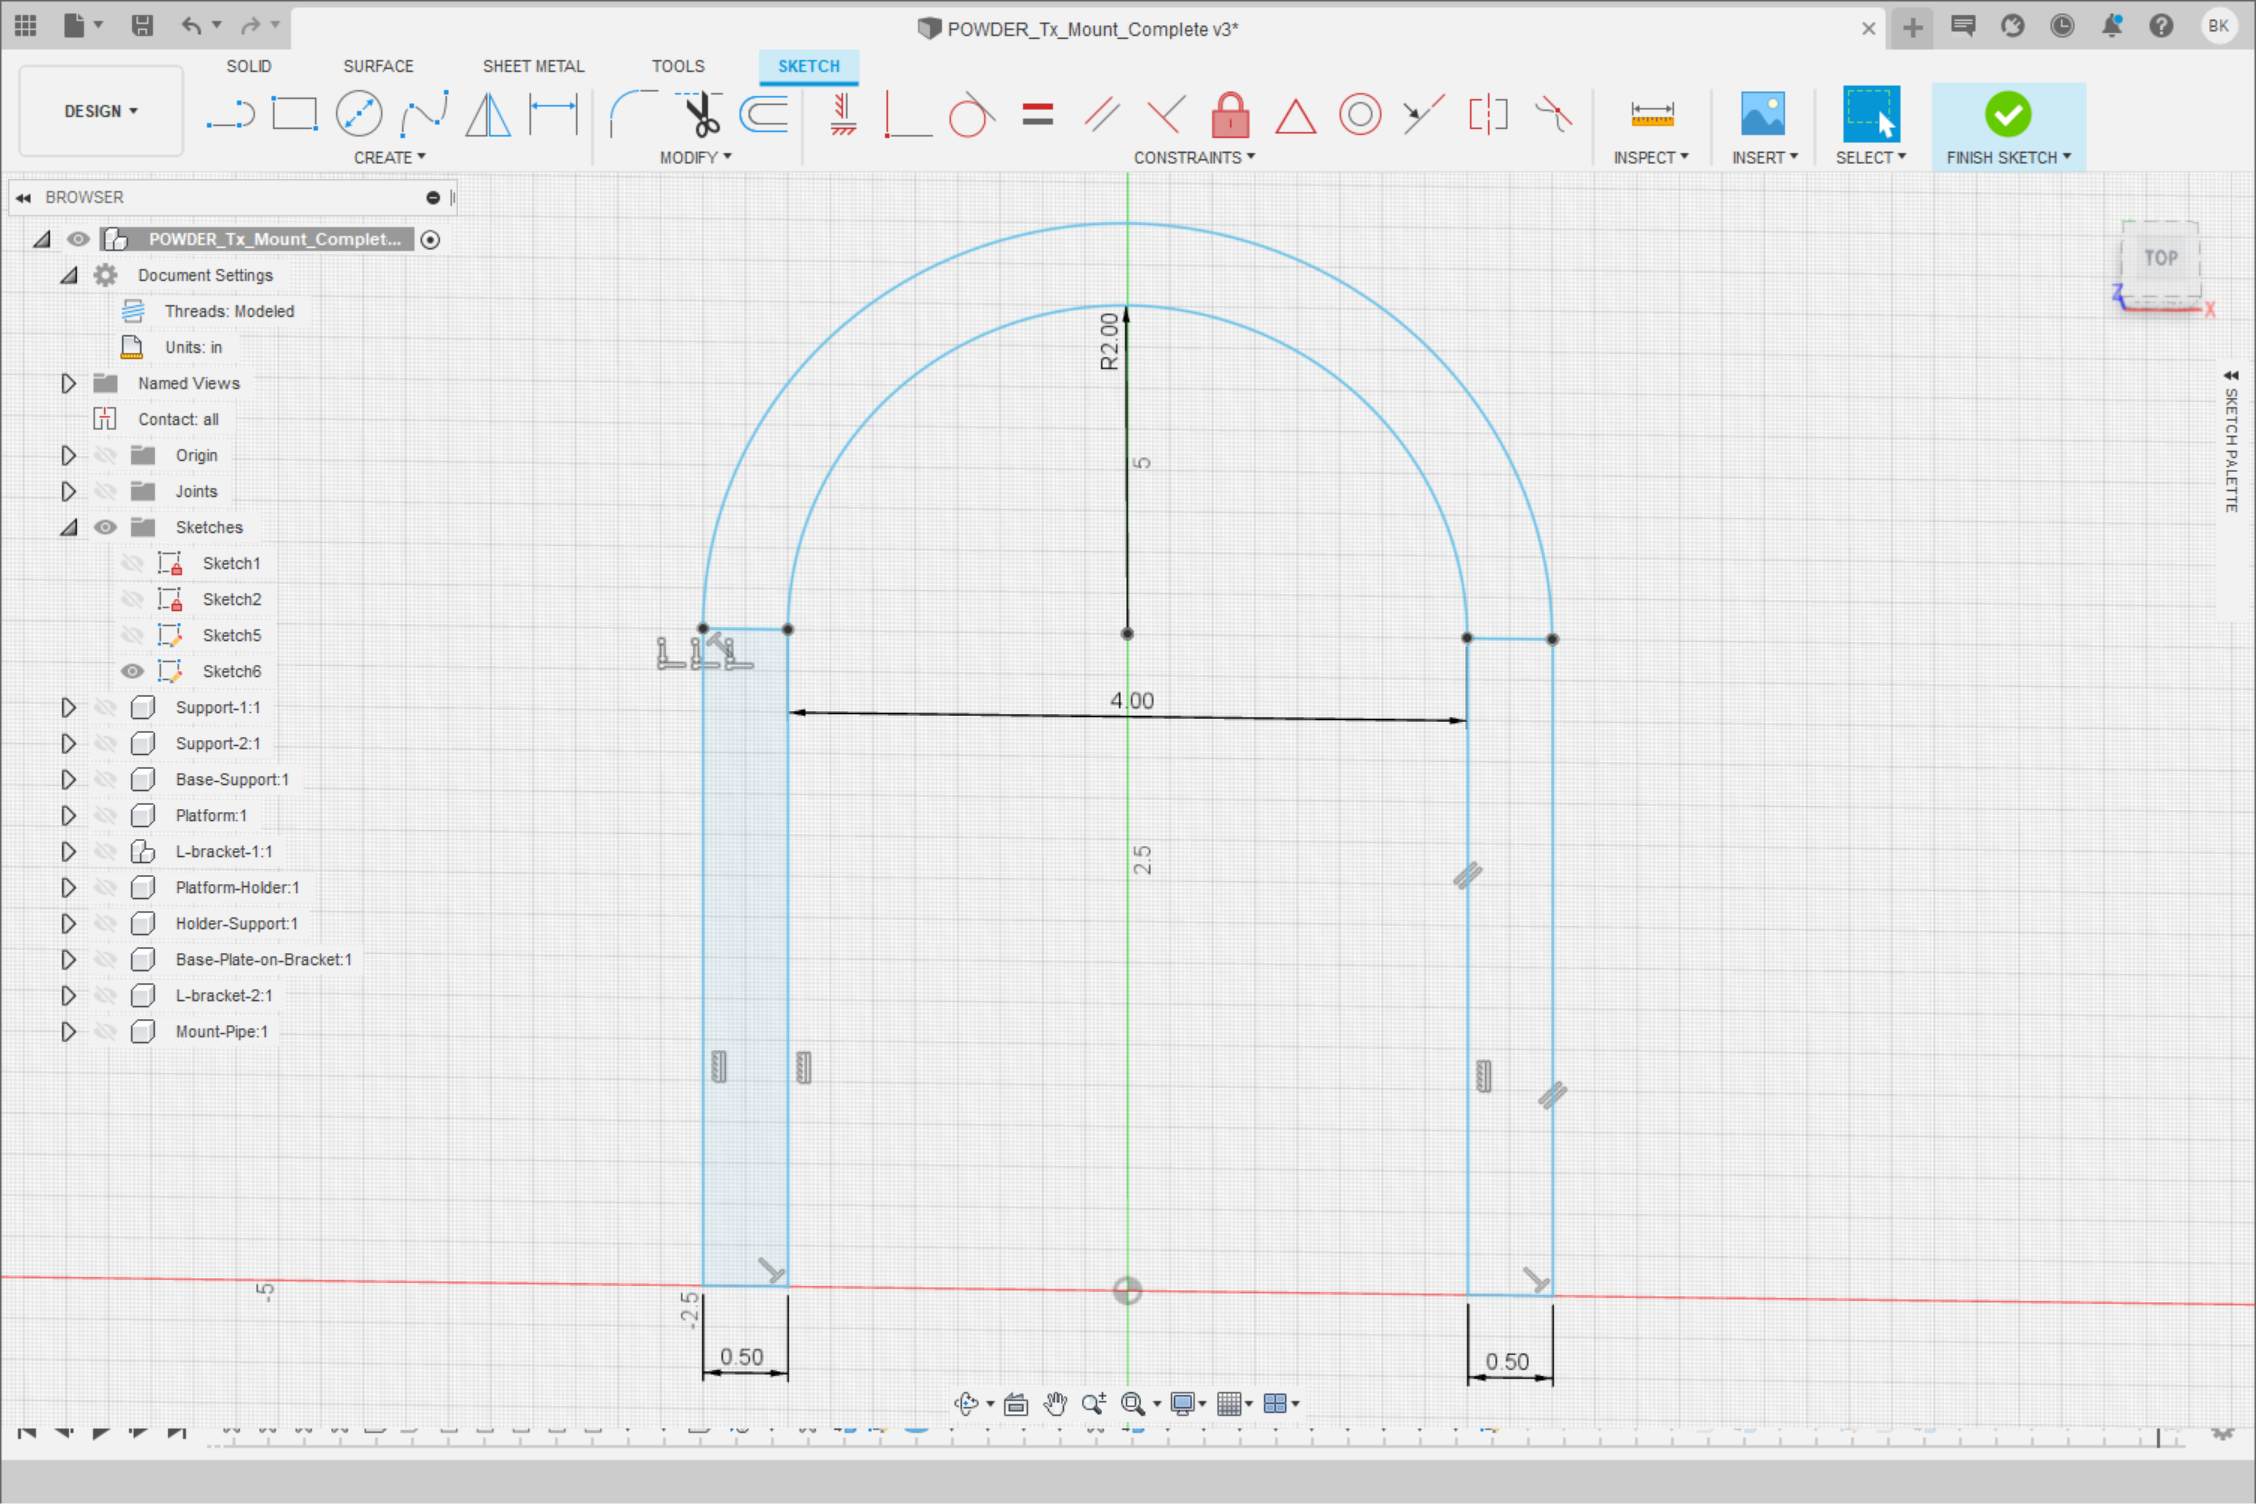 POWDER_Tx_Mount_Complete v3*
BK
SOLID
SURFACE
SHEET METAL
TOOLS
SKETCH
DESIGN
CREATE
MODIFY
CONSTRAINTS
INSPECT
INSERT
SELECT
FINISH SKETCH
BROWSER
POWDER_Tx_Mount_Complet...
Document Settings
Threads: Modeled
Units: in
Named Views
Contact: all
Origin
Joints
Sketches
Sketch1
Sketch2
Sketch5
Sketch6
Support-1:1
Support-2:1
Base-Support:1
Platform:1
L-bracket-1:1
Platform-Holder:1
Holder-Support:1
Base-Plate-on-Bracket:1
L-bracket-2:1
Mount-Pipe:1
TOP
Z
X
SKETCH PALETTE
R2.00
5
4.00
2.5
-5
-2.5
0.50
0.50